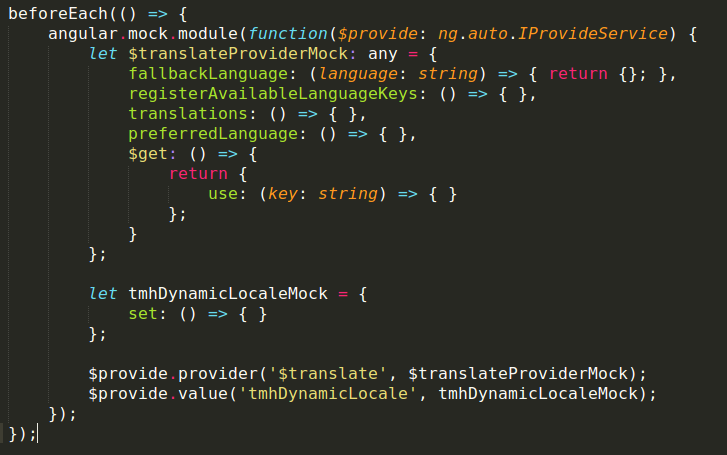 beforeEach(() => {
    angular.mock.module(function($provide: ng.auto.IProvideService) {
        let $translateProviderMock: any = {
            fallbackLanguage: (language: string) => { return {}; },
            registerAvailableLanguageKeys: () => { },
            translations: () => { },
            preferredLanguage: () => { },
            $get: () => {
                return {
                    use: (key: string) => { }
                };
            }
        };

        let tmhDynamicLocaleMock = {
            set: () => { }
        };

        $provide.provider('$translate', $translateProviderMock);
        $provide.value('tmhDynamicLocale', tmhDynamicLocaleMock);
    });
});